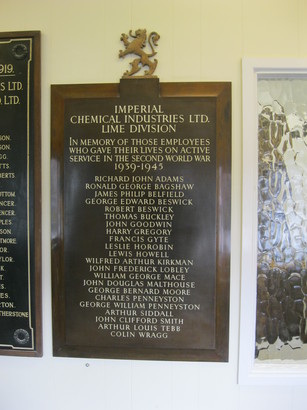 1919
LTD.
LTD.
IMPERIAL
CHEMICAL INDUSTRIES LTD.
LIME DIVISION
IN MEMORY OF THOSE EMPLOYEES
WHO GAVE THEIR LIVES ON ACTIVE
SERVICE IN THE SECOND WORLD WAR
1939-1945
RICHARD JOHN ADAMS
RONALD GEORGE BAGSHAW
JAMES PHILIP BELFIELD
GEORGE EDWARD BESWICK
ROBERT BESWICK
THOMAS BUCKLEY
JOHN GOODWIN
HARRY GREGORY
FRANCIS GYTE
LESLIE HOROBIN
LEWIS HOWELL
WILFRED ARTHUR KIRKMAN
JOHN FREDERICK LOBLEY
WILLIAM GEORGE MACE
JOHN DOUGLAS MALTHOUSE
GEORGE BERNARD MOORE
CHARLES PENNEYSTON
GEORGE WILLIAM PENNEYSTON
ARTHUR SIDDALL
JOHN CLIFFORD SMITH
ARTHUR LOUIS TEBB
COLIN WRAGG